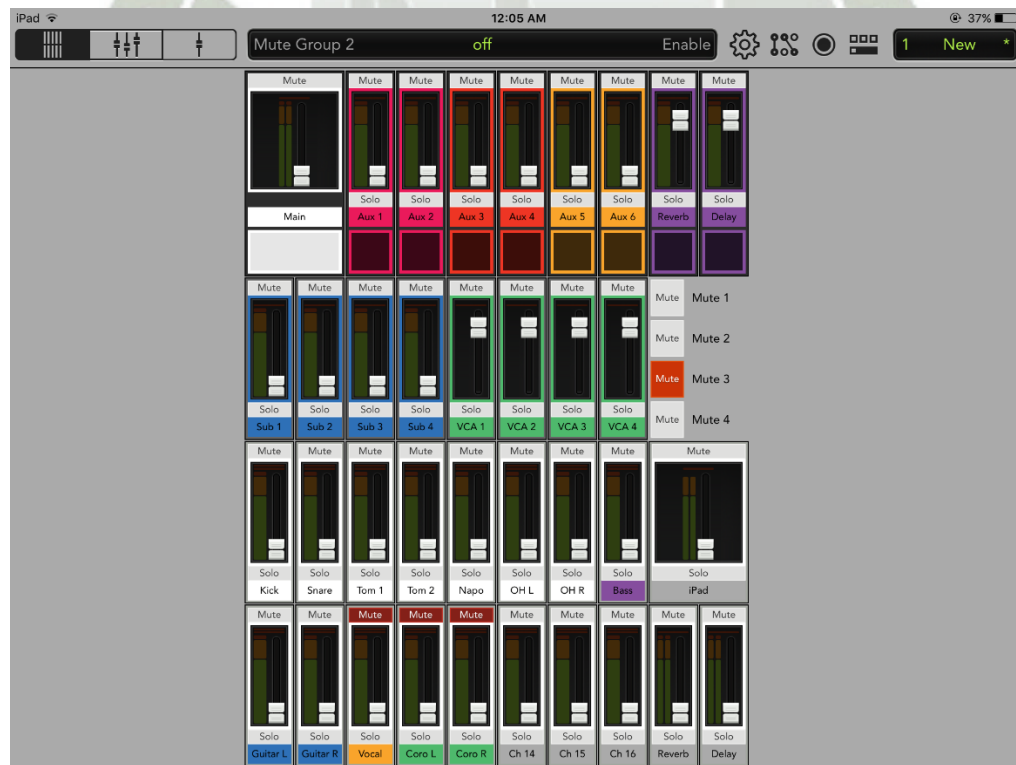 iPad 12:05 AM 37%
Mute Group 2 off Enable 1 New *
Mute Mute Mute Mute Mute Mute Mute Mute Mute
Solo Solo Solo Solo Solo Solo Solo Solo
Main Aux 1 Aux 2 Aux 3 Aux 4 Aux 5 Aux 6 Reverb Delay
Mute Mute Mute Mute Mute Mute Mute Mute
Mute Mute 1
Mute Mute 2
Mute Mute 3
Mute Mute 4
Solo Solo Solo Solo Solo Solo Solo Solo
Sub 1 Sub 2 Sub 3 Sub 4 VCA 1 VCA 2 VCA 3 VCA 4
Mute Mute Mute Mute Mute Mute Mute Mute Mute
Solo Solo Solo Solo Solo Solo Solo Solo Solo
Kick Snare Tom 1 Tom 2 Napo OH L OH R Bass iPad
Mute Mute Mute Mute Mute Mute Mute Mute Mute Mute
Solo Solo Solo Solo Solo Solo Solo Solo Solo Solo
Guitar L Guitar R Vocal Coro L Coro R Ch 14 Ch 15 Ch 16 Reverb Delay